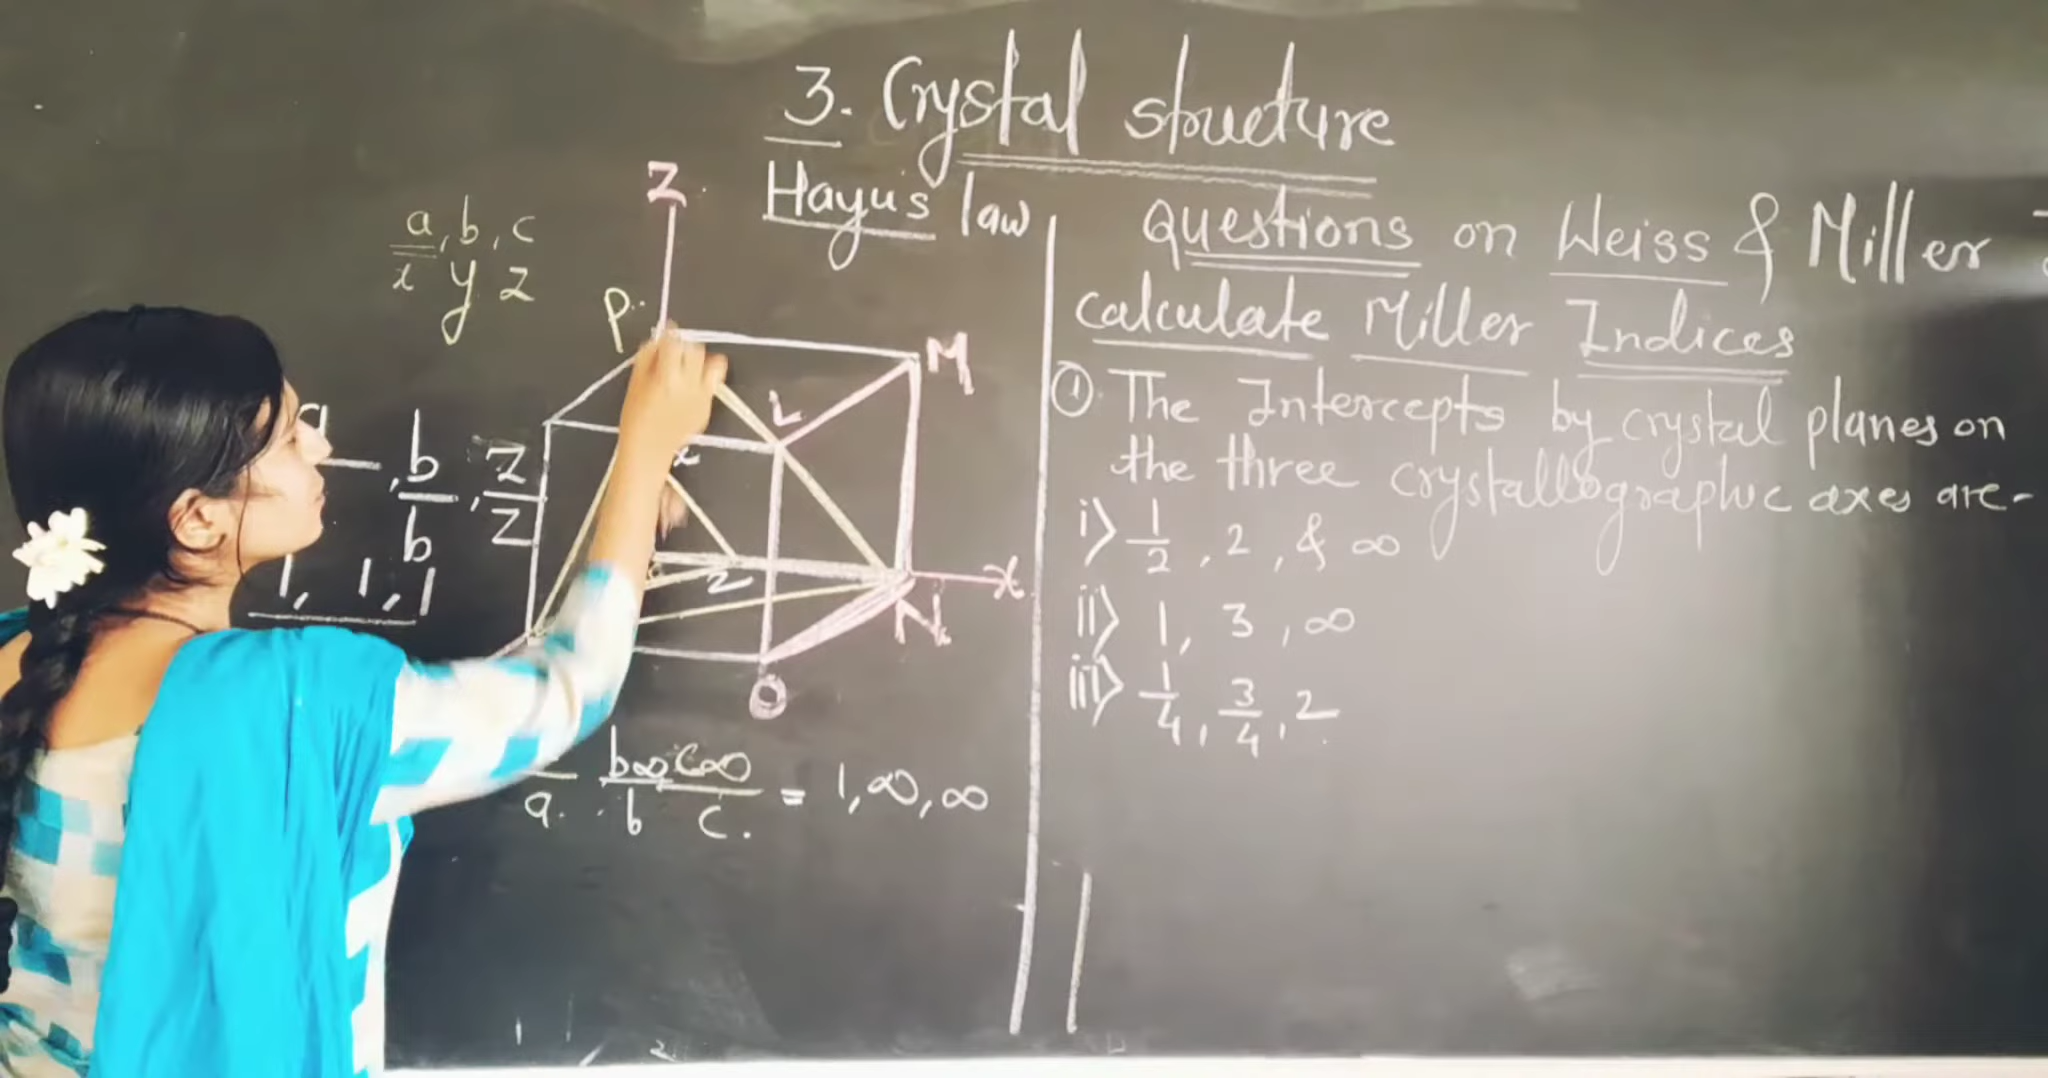 3. Crystal structure
Hayu's law
a, b, c
x y z
Z
P
M
L
x
z
N
x
O
b/b, z/z
1, 1, 1
a b∞ c∞
b c. = 1, ∞, ∞
Questions on Weiss & Miller
calculate Miller Indices
① The Intercepts by crystal planes on
the three crystallographic axes are-
i) 1/2, 2, & ∞
ii) 1, 3, ∞
iii) 1/4, 3/4, 2